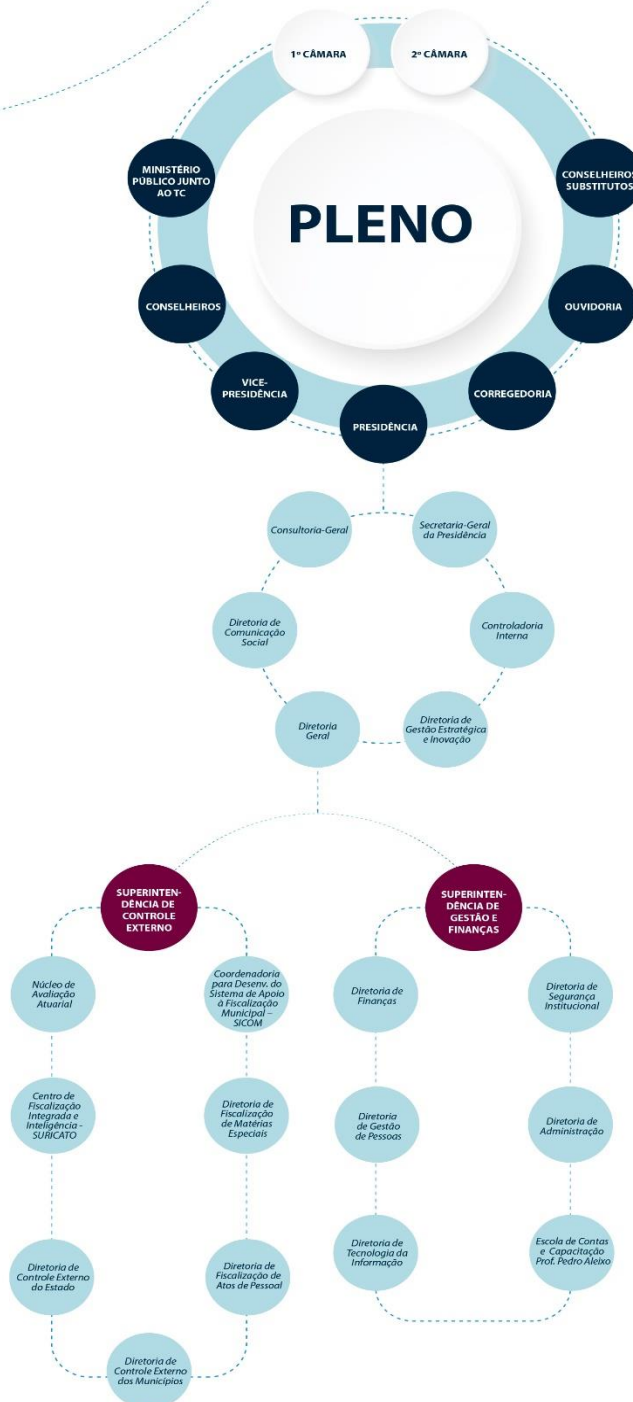 1º CÂMARA
2º CÂMARA
MINISTÉRIO
PÚBLICO JUNTO
AO TC
PLENO
CONSELHEIROS
SUBSTITUTOS
CONSELHEIROS
OUVIDORIA
VICE-
PRESIDÊNCIA
CORREGEDORIA
PRESIDÊNCIA
Consultoria-Geral
Secretaria-Geral
da Presidência
Diretoria de
Comunicação
Social
Controladoria
Interna
Diretoria
Geral
Diretoria de
Gestão Estratégica
e Inovação
SUPERINTEN-
DÊNCIA DE
CONTROLE
EXTERNO
SUPERINTEN-
DÊNCIA DE
GESTÃO E
FINANÇAS
Núcleo de
Avaliação
Atuarial
Coordenadoria
para Desenv. do
Sistema de Apoio
à Fiscalização
Municipal –
SICOM
Diretoria de
Finanças
Diretoria de
Segurança
Institucional
Centro de
Fiscalização
Integrada e
Inteligência -
SURICATO
Diretoria de
Fiscalização
de Matérias
Especiais
Diretoria
de Gestão
de Pessoas
Diretoria de
Administração
Diretoria de
Controle Externo
do Estado
Diretoria de
Fiscalização de
Atos de Pessoal
Diretoria de
Tecnologia da
Informação
Escola de Contas
e Capacitação
Prof. Pedro Aleixo
Diretoria de
Controle Externo
dos Municípios